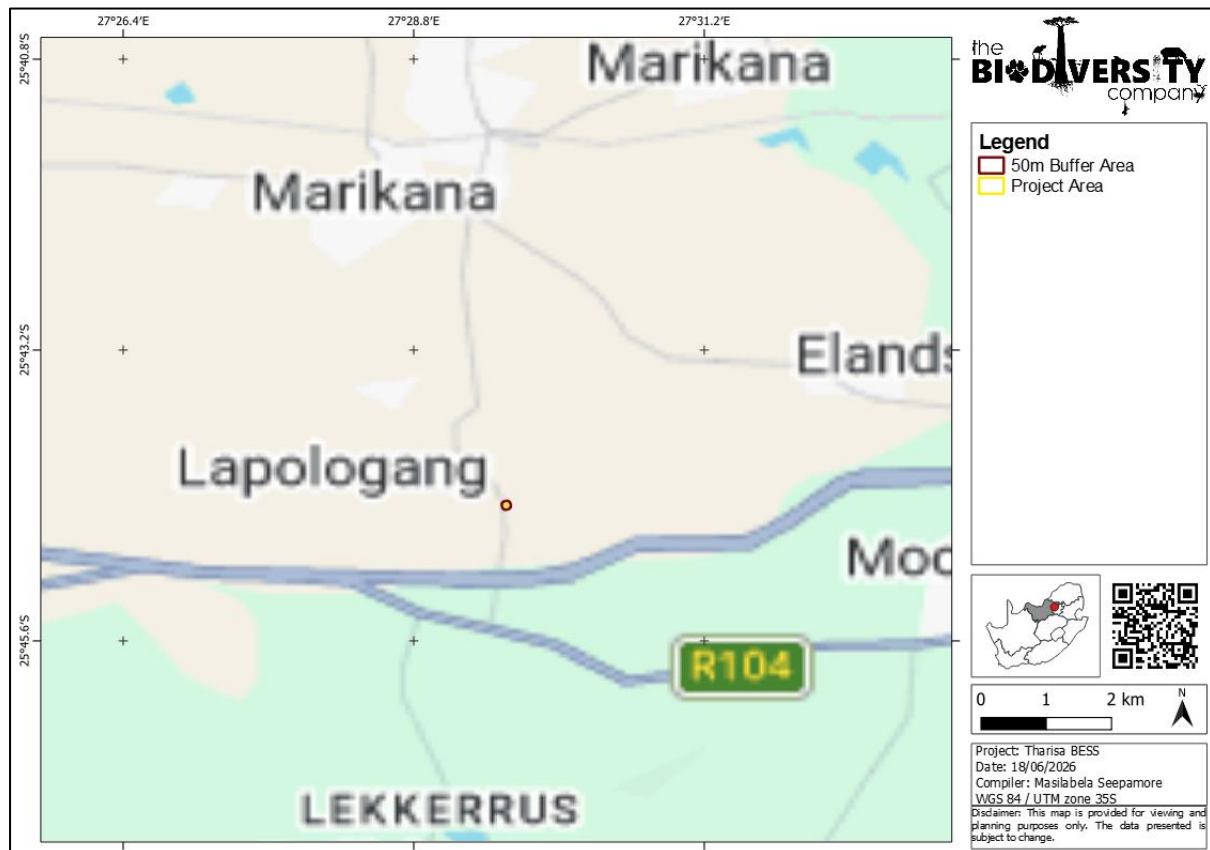 27°26.4'E 27°28.8'E 27°31.2'E
25°40.8'S
Marikana
Marikana
25°43.2'S
Elands
Lapologang
Moo
25°45.6'S
R104
LEKKERRUS
the
BIODIVERSITY
company
Legend
50m Buffer Area
Project Area
0 1 2 km
N
Project: Tharisa BESS
Date: 18/06/2026
Compiler: Masilabela Seepamore
WGS 84 / UTM zone 35S
Disclaimer: This map is provided for viewing and
planning purposes only. The data presented is
subject to change.